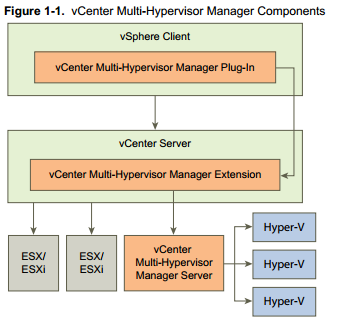 Figure 1-1. vCenter Multi-Hypervisor Manager Components
vSphere Client
vCenter Multi-Hypervisor Manager Plug-In
vCenter Server
vCenter Multi-Hypervisor Manager Extension
ESX/
ESXi
ESX/
ESXi
vCenter
Multi-Hypervisor
Manager Server
Hyper-V
Hyper-V
Hyper-V